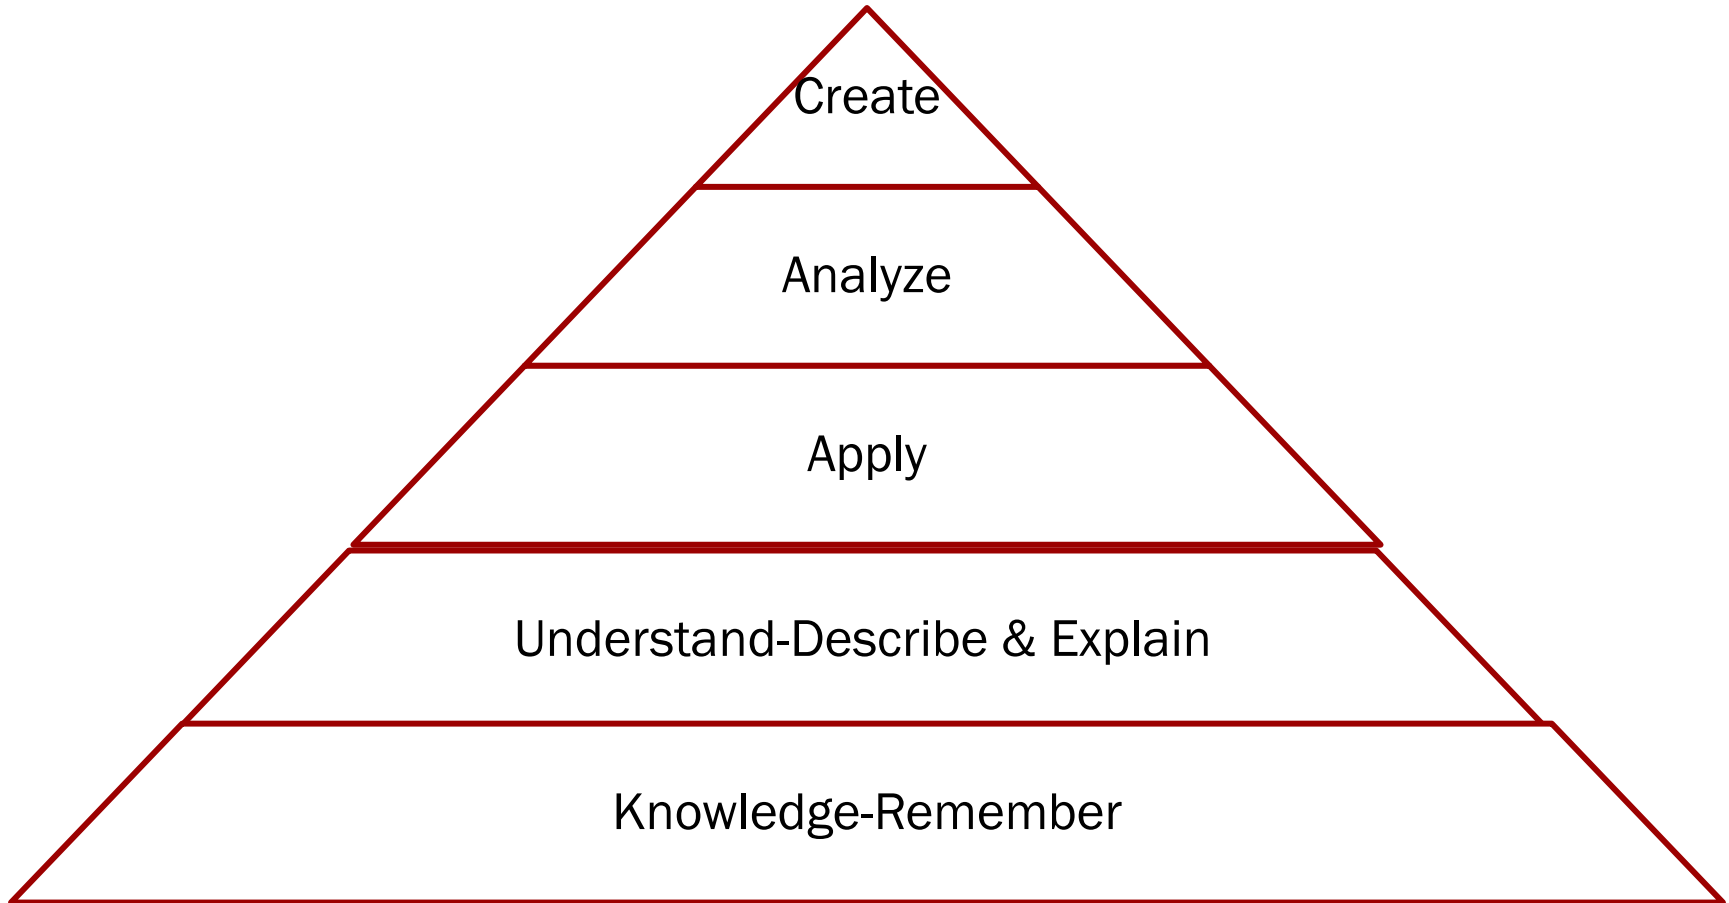 Create
Analyze
Apply
Understand-Describe & Explain
Knowledge-Remember